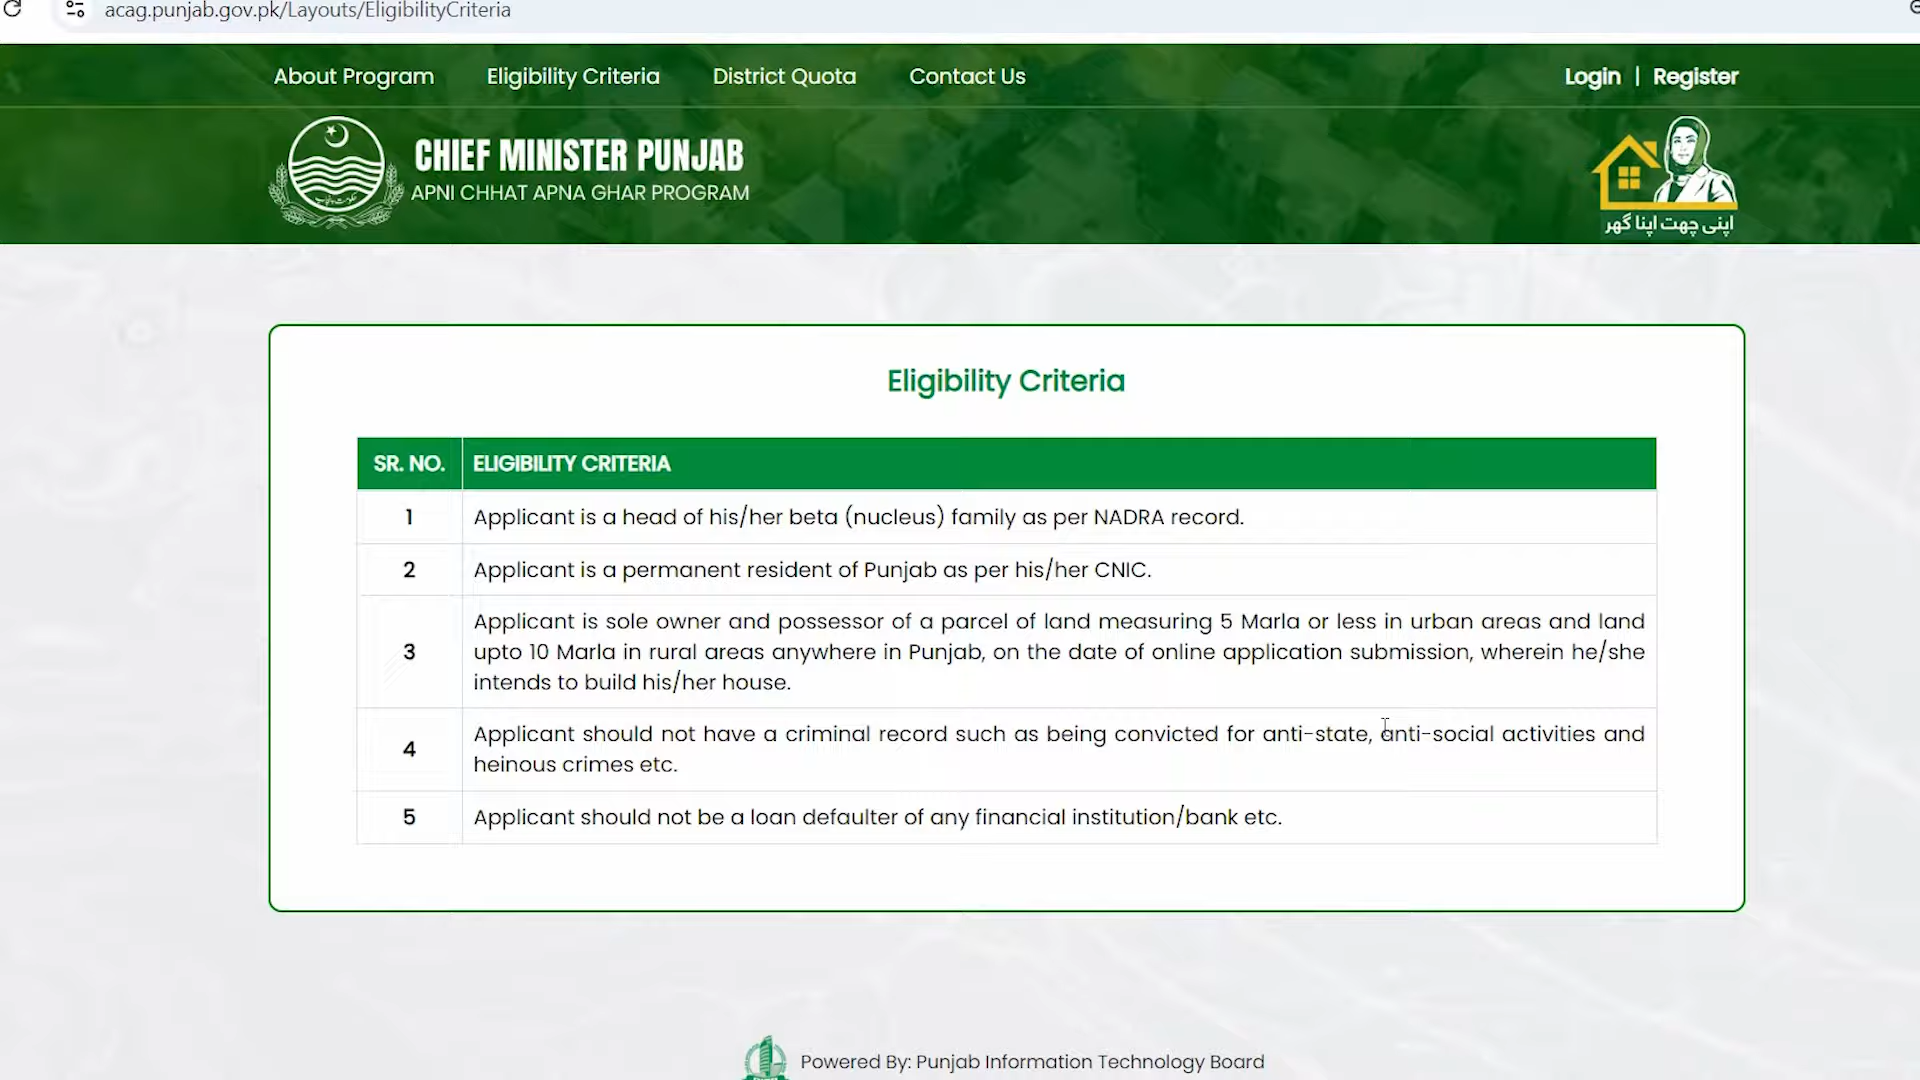 acag.punjab.gov.pk/Layouts/EligibilityCriteria
About Program Eligibility Criteria District Quota Contact Us Login | Register
CHIEF MINISTER PUNJAB
APNI CHHAT APNA GHAR PROGRAM
اپنی چھت اپنا گھر
Eligibility Criteria
SR. NO. ELIGIBILITY CRITERIA
1 Applicant is a head of his/her beta (nucleus) family as per NADRA record.
2 Applicant is a permanent resident of Punjab as per his/her CNIC.
3 Applicant is sole owner and possessor of a parcel of land measuring 5 Marla or less in urban areas and land
upto 10 Marla in rural areas anywhere in Punjab, on the date of online application submission, wherein he/she
intends to build his/her house.
4 Applicant should not have a criminal record such as being convicted for anti-state, anti-social activities and
heinous crimes etc.
5 Applicant should not be a loan defaulter of any financial institution/bank etc.
Powered By: Punjab Information Technology Board